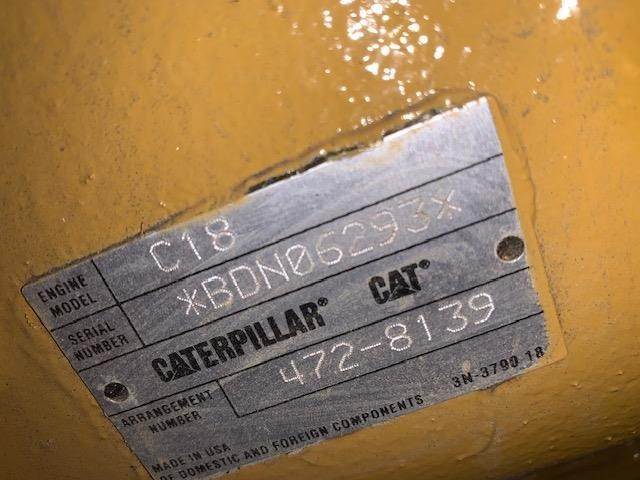 ENGINE MODEL C18
SERIAL NUMBER *BDN06293*
CATERPILLAR® CAT®
ARRANGEMENT NUMBER 472-8139
3N-3790 18
MADE IN USA
OF DOMESTIC AND FOREIGN COMPONENTS